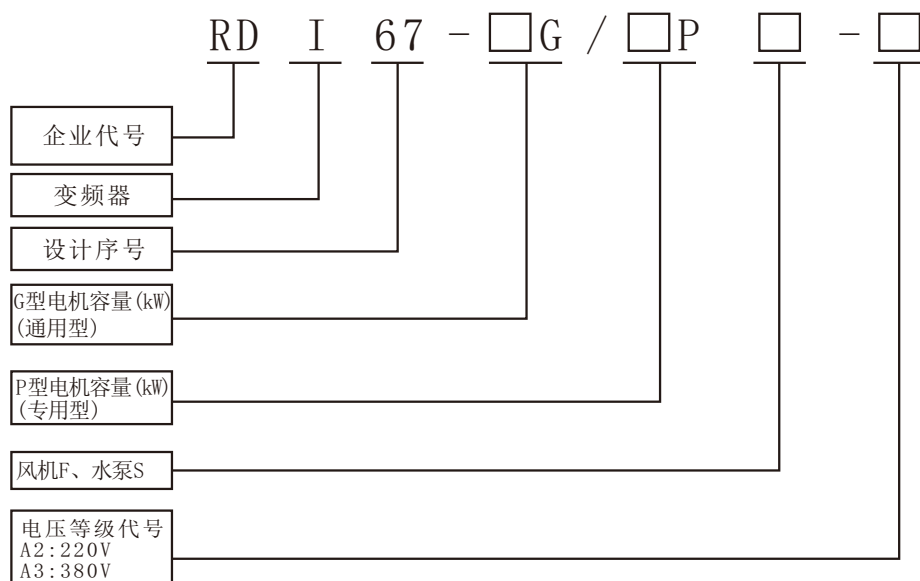 RD I 67 - □G / □P □ - □
企业代号
变频器
设计序号
G型电机容量(kW)
(通用型)
P型电机容量(kW)
(专用型)
风机F、水泵S
电压等级代号
A2:220V
A3:380V